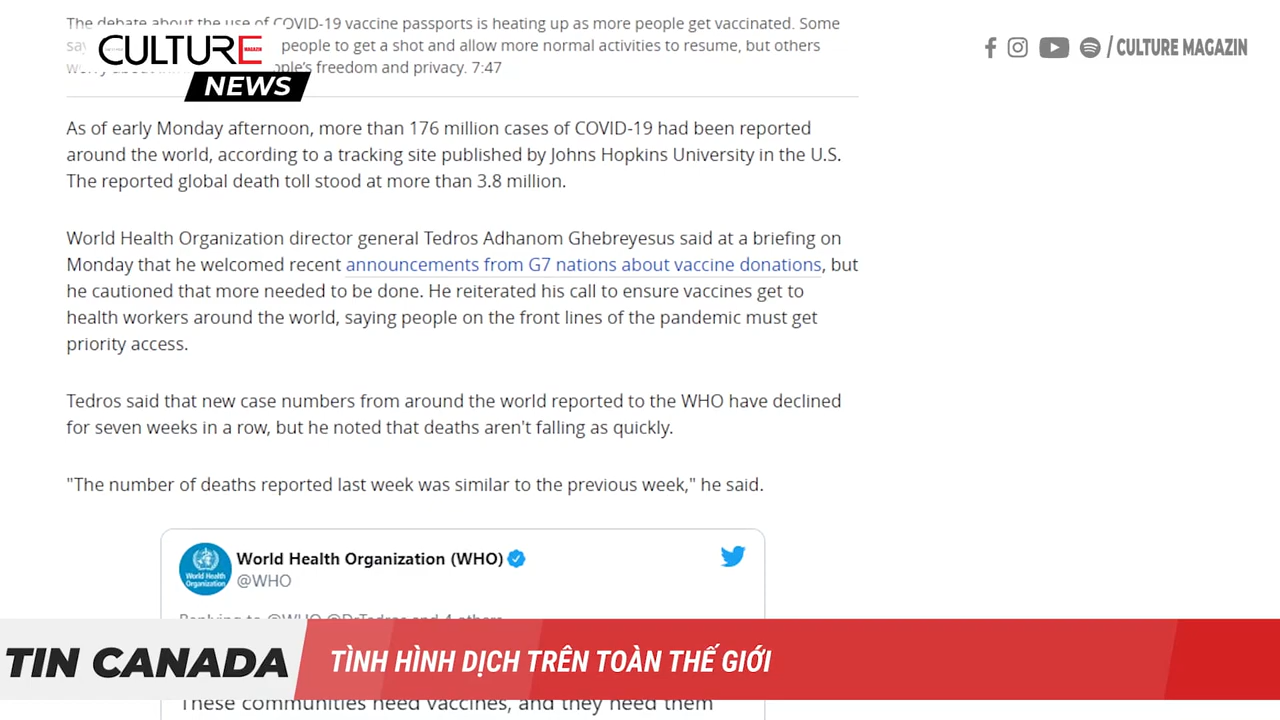 The debate about the use of COVID-19 vaccine passports is heating up as more people get vaccinated. Some
people to get a shot and allow more normal activities to resume, but others
freedom and privacy. 7:47
CULTURE MAGAZIN
NEWS
/ CULTURE MAGAZIN
As of early Monday afternoon, more than 176 million cases of COVID-19 had been reported
around the world, according to a tracking site published by Johns Hopkins University in the U.S.
The reported global death toll stood at more than 3.8 million.
World Health Organization director general Tedros Adhanom Ghebreyesus said at a briefing on
Monday that he welcomed recent announcements from G7 nations about vaccine donations, but
he cautioned that more needed to be done. He reiterated his call to ensure vaccines get to
health workers around the world, saying people on the front lines of the pandemic must get
priority access.
Tedros said that new case numbers from around the world reported to the WHO have declined
for seven weeks in a row, but he noted that deaths aren't falling as quickly.
"The number of deaths reported last week was similar to the previous week," he said.
World Health Organization
World Health Organization (WHO)
@WHO
Replying to @WHO @DrTedros and 4 others
TIN CANADA
TÌNH HÌNH DỊCH TRÊN TOÀN THẾ GIỚI
These communities need vaccines, and they need them